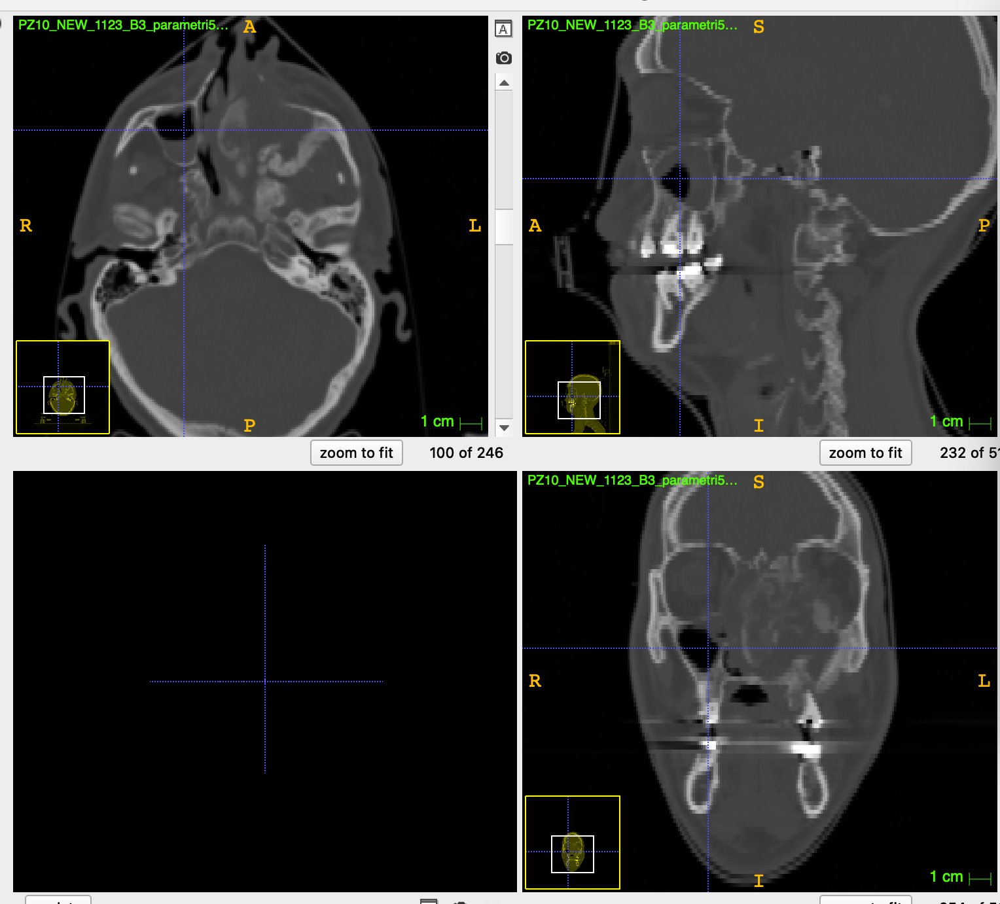 PZ10_NEW_1123_B3_parametri5...
A
R
L
P
1 cm
A
zoom to fit
100 of 246
PZ10_NEW_1123_B3_parametri5...
S
A
P
I
1 cm
zoom to fit
232 of 51
PZ10_NEW_1123_B3_parametri5...
S
R
L
I
1 cm